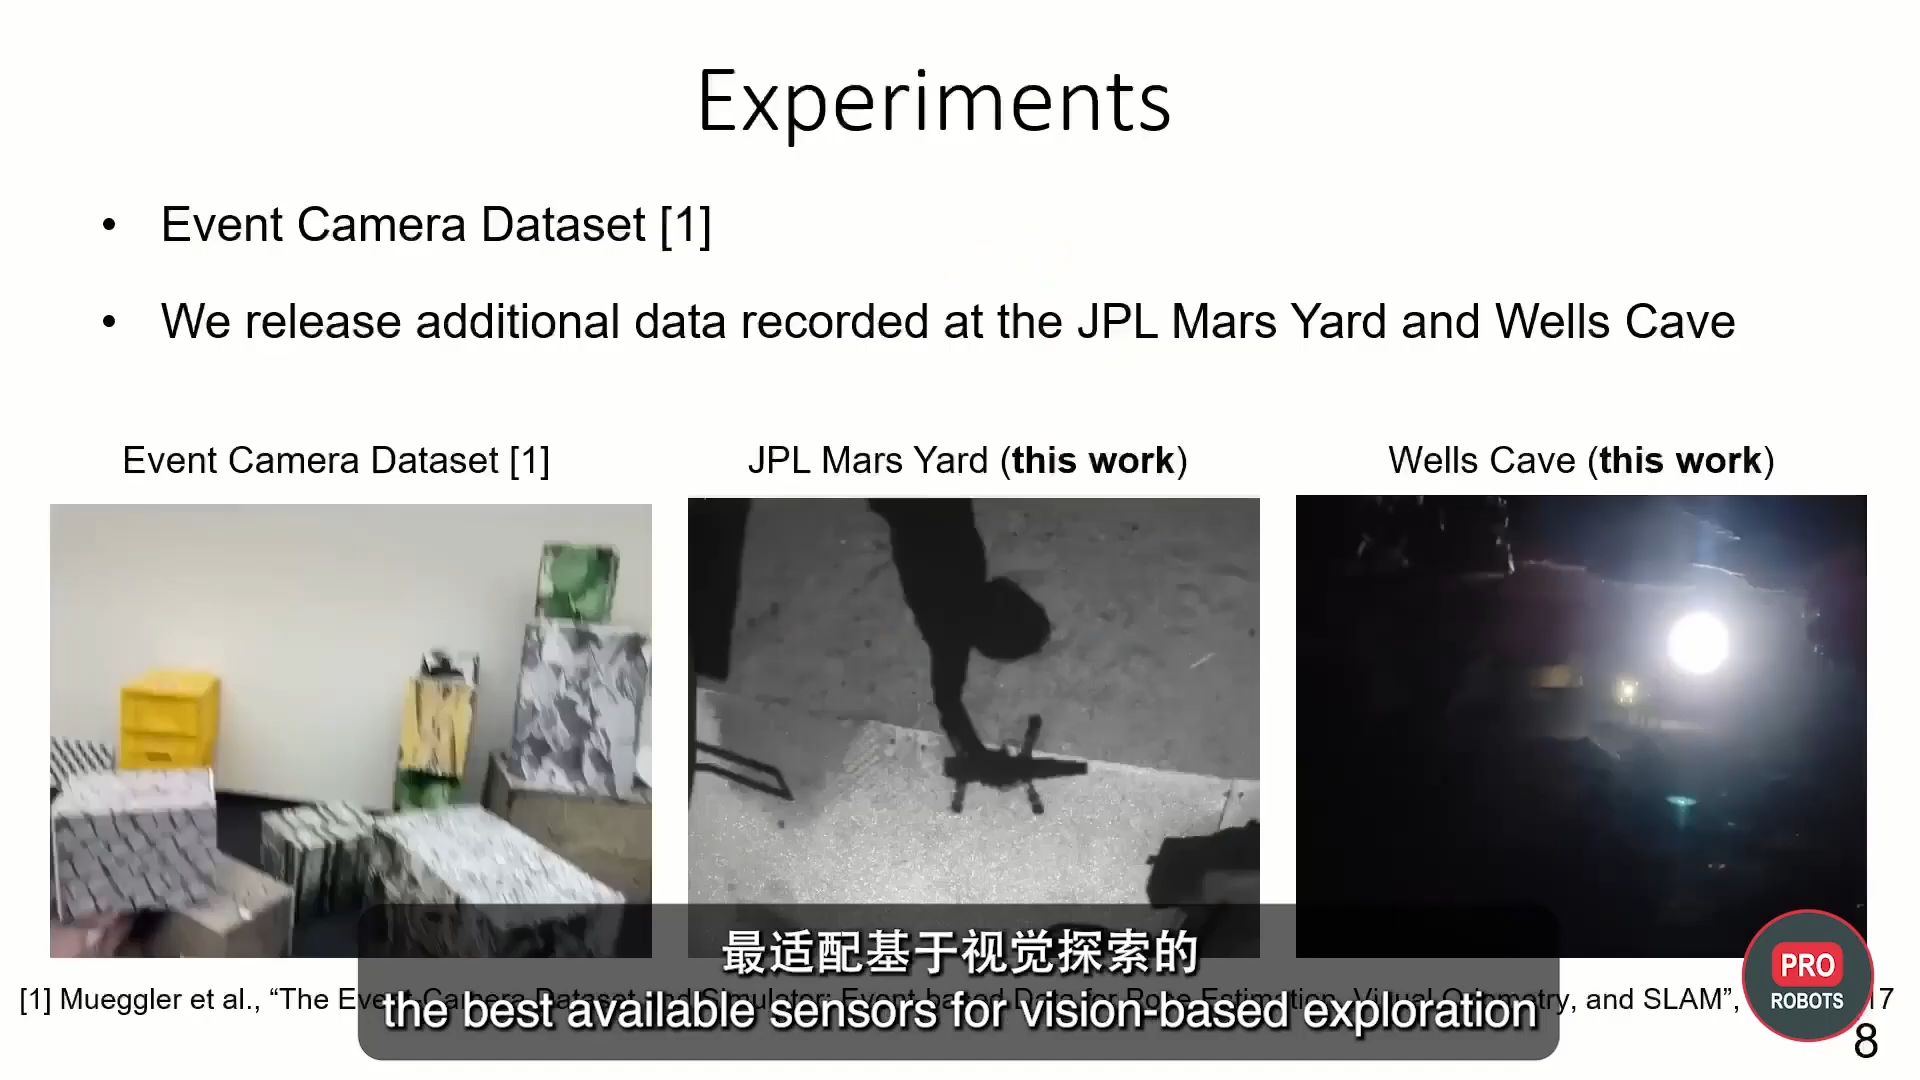 Experiments
• Event Camera Dataset [1]
• We release additional data recorded at the JPL Mars Yard and Wells Cave
Event Camera Dataset [1]
JPL Mars Yard (this work)
Wells Cave (this work)
最适配基于视觉探索的
[1] Mueggler et al., “The Event Camera Dataset and Simulator: Event-based Data for Pose Estimation, Visual Odometry, and SLAM”, 17
the best available sensors for vision-based exploration
PRO
ROBOTS
8